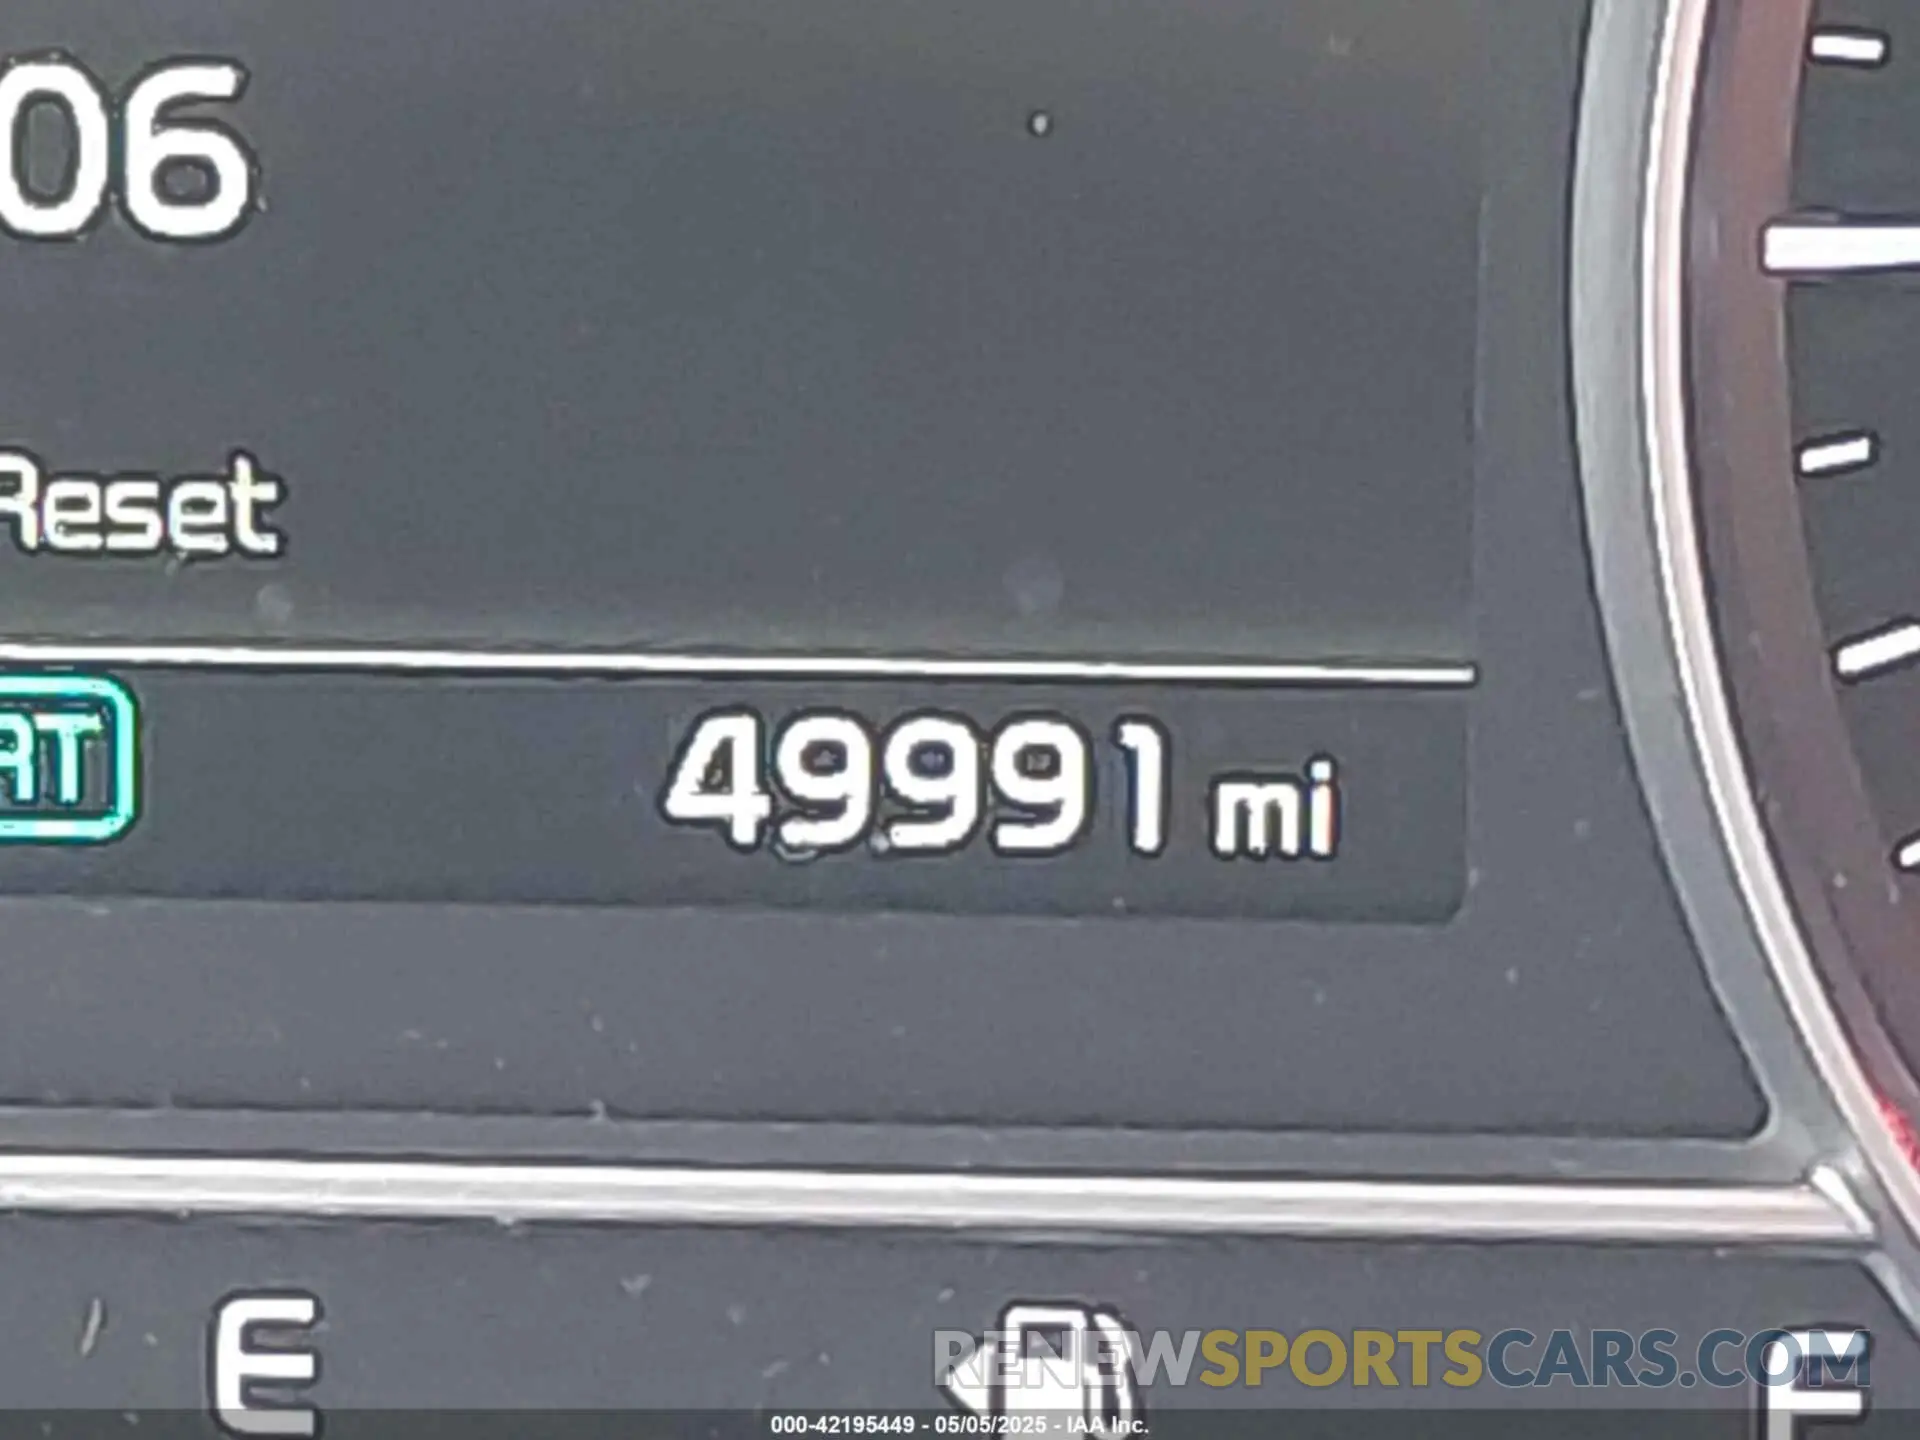 06
Reset
49991 mi
E
F
RENEWSPORTSCARS.COM
000-42195449 - 05/05/2025 - IAA Inc.